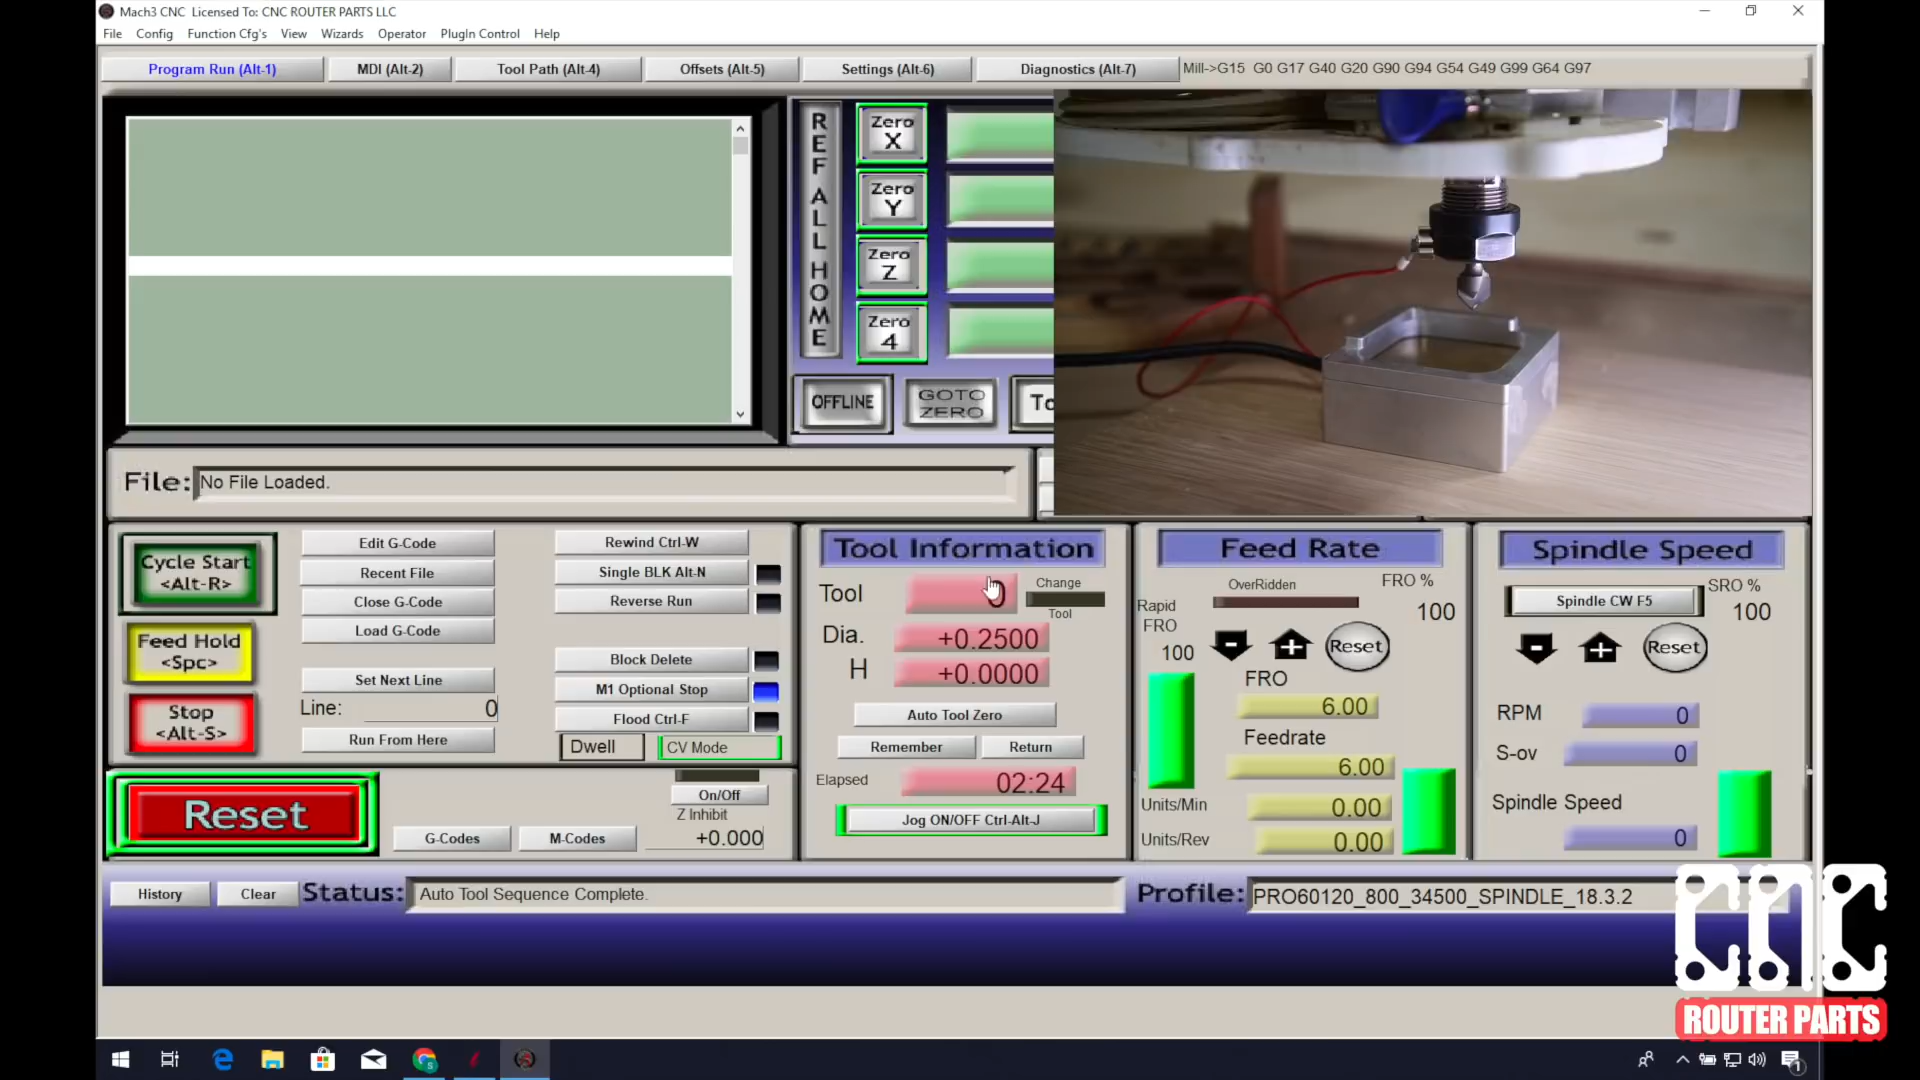 Mach3 CNC Licensed To: CNC ROUTER PARTS LLC
File Config Function Cfg's View Wizards Operator PlugIn Control Help
Program Run (Alt-1) MDI (Alt-2) Tool Path (Alt-4) Offsets (Alt-5) Settings (Alt-6) Diagnostics (Alt-7) Mill->G15 G0 G17 G40 G20 G90 G94 G54 G49 G99 G64 G97
REF ALL HOME
Zero X
Zero Y
Zero Z
Zero 4
OFFLINE GOTO ZERO
File: No File Loaded.
Cycle Start
<Alt-R>
Feed Hold
<Spc>
Stop
<Alt-S>
Reset
Edit G-Code
Recent File
Close G-Code
Load G-Code
Set Next Line
Line: 0
Run From Here
Rewind Ctrl-W
Single BLK Alt-N
Reverse Run
Block Delete
M1 Optional Stop
Flood Ctrl-F
Dwell CV Mode
G-Codes M-Codes
On/Off
Z Inhibit
+0.000
Tool Information
Tool 0 Change Tool
Dia. +0.2500
H +0.0000
Auto Tool Zero
Remember Return
Elapsed 02:24
Jog ON/OFF Ctrl-Alt-J
Feed Rate
OverRidden FRO %
100
Rapid
FRO
100
Reset
FRO
6.00
Feedrate
6.00
Units/Min 0.00
Units/Rev 0.00
Spindle Speed
Spindle CW F5 SRO %
100
Reset
RPM 0
S-ov 0
Spindle Speed
0
History Clear Status: Auto Tool Sequence Complete. Profile: PRO60120_800_34500_SPINDLE_18.3.2
CNC
ROUTER PARTS